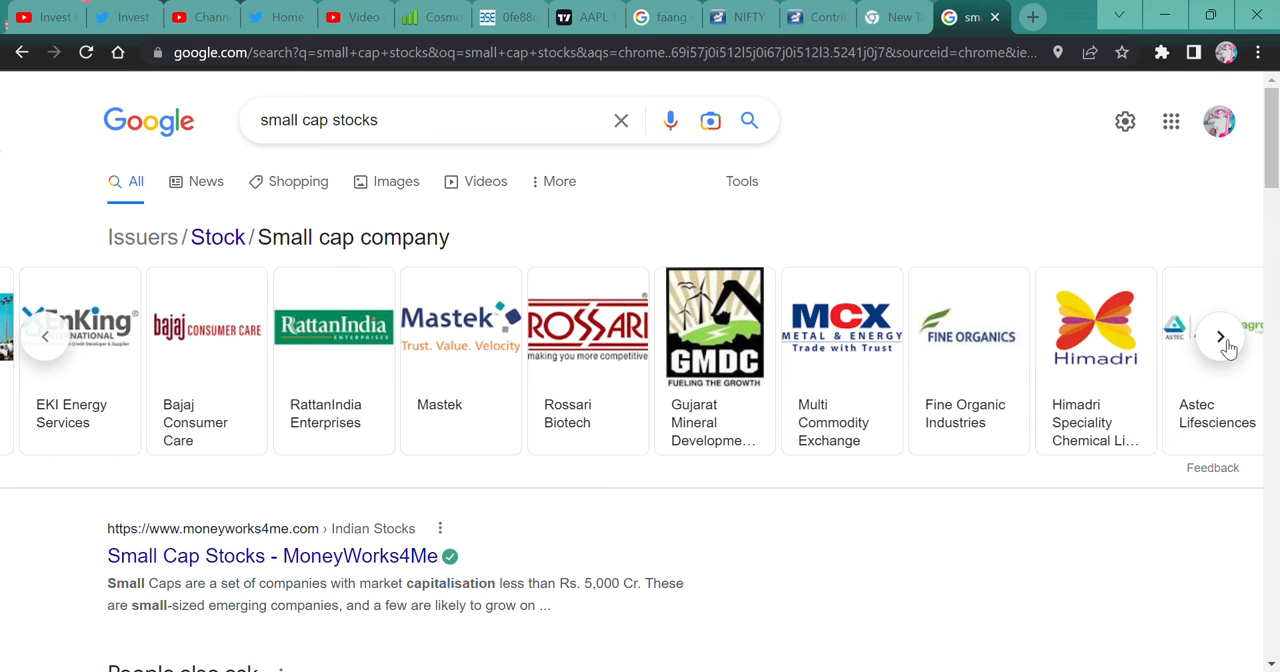 Invest
Invest
Chann
Home
Video
Cosmo
BSE 0fe88
AAPL
faang
NIFTY
Contri
New T
sm
google.com/search?q=small+cap+stocks&oq=small+cap+stocks&aqs=chrome..69i57j0i512l5j0i67j0i512l3.5241j0j7&sourceid=chrome&ie...
Google
small cap stocks
All
News
Shopping
Images
Videos
More
Tools
Issuers / Stock / Small cap company
EnKing
INTERNATIONAL
EKI Energy
Services
bajaj CONSUMER CARE
Bajaj
Consumer
Care
RattanIndia
ENTERPRISES
RattanIndia
Enterprises
Mastek
Trust. Value. Velocity
Mastek
ROSSARI
making you more competitive
Rossari
Biotech
GMDC
FUELING THE GROWTH
Gujarat
Mineral
Developme...
MCX
METAL & ENERGY
Trade with Trust
Multi
Commodity
Exchange
FINE ORGANICS
Fine Organic
Industries
Himadri
Himadri
Speciality
Chemical Li...
ASTEC
Astec
Lifesciences
Feedback
https://www.moneyworks4me.com › Indian Stocks
Small Cap Stocks - MoneyWorks4Me
Small Caps are a set of companies with market capitalisation less than Rs. 5,000 Cr. These
are small-sized emerging companies, and a few are likely to grow on ...
People also ask